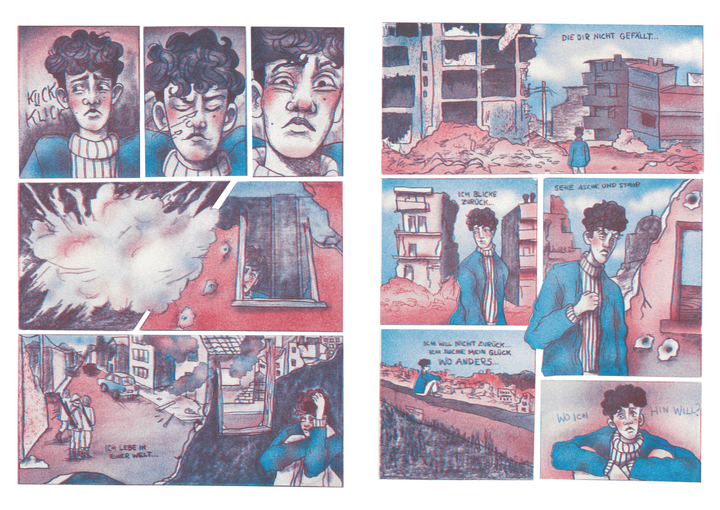 KLICK
KLICK
ICH LEBE IN
EINER WELT...
DIE DIR NICHT GEFÄLLT...
ICH BLICKE
ZURÜCK...
SEHE ASCHE UND STAUB
ICH WILL NICHT ZURÜCK...
ICH SUCHE MEIN GLÜCK
WO ANDERS...
WO ICH HIN WILL?